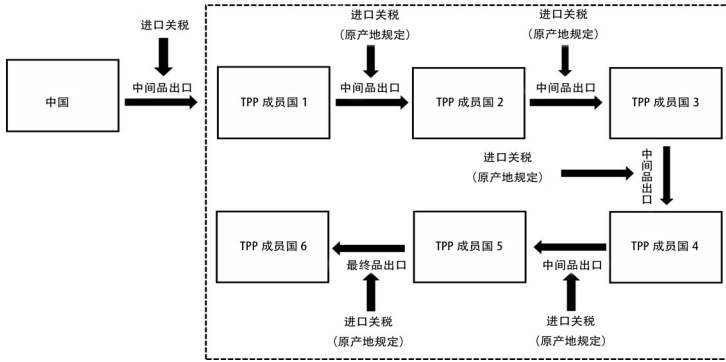 进口关税
进口关税
(原产地规定)
进口关税
(原产地规定)
中国
中间品出口
TPP 成员国 1
中间品出口
TPP 成员国 2
中间品出口
TPP 成员国 3
进口关税
(原产地规定)
中间品出口
TPP 成员国 6
最终品出口
TPP 成员国 5
中间品出口
TPP 成员国 4
进口关税
(原产地规定)
进口关税
(原产地规定)